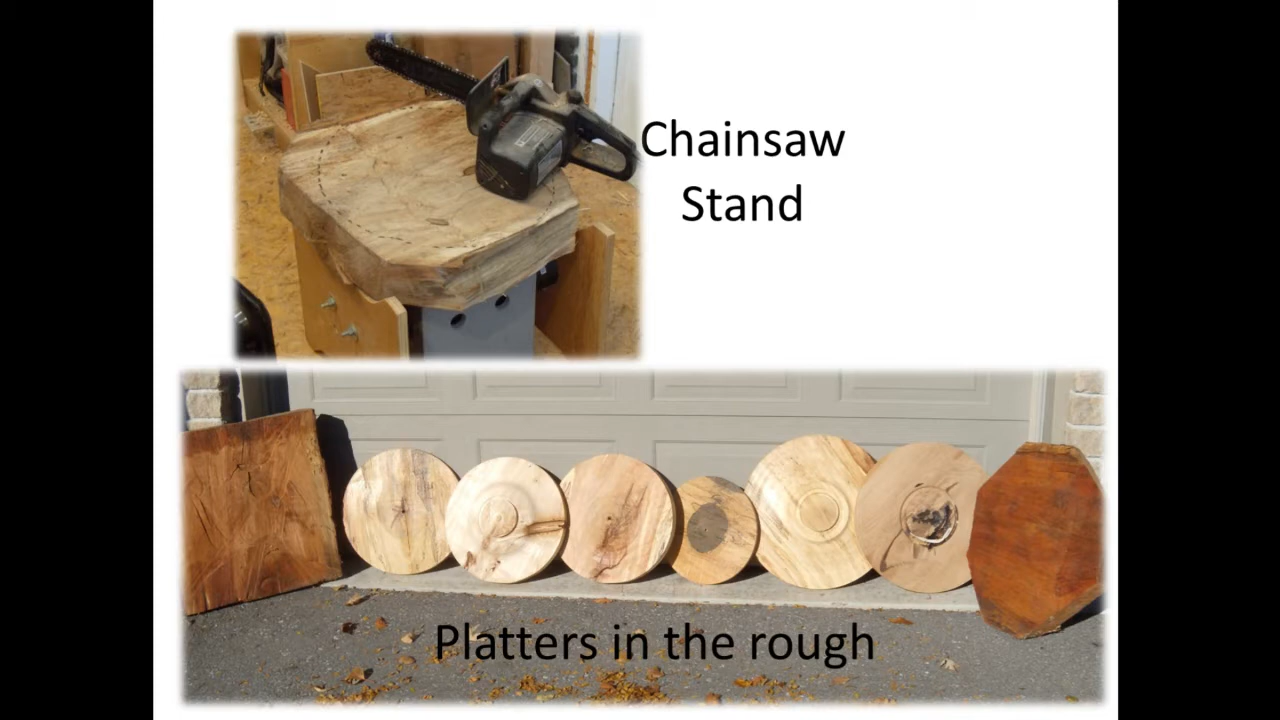 Chainsaw
Stand
Platters in the rough